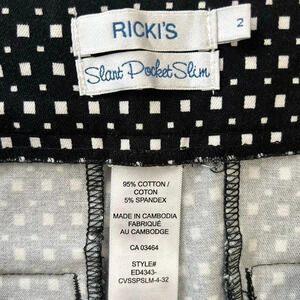 RICKI'S
2
Slant Pocket Slim
95% COTTON /
COTON
5% SPANDEX
MADE IN CAMBODIA
FABRIQUÉ
AU CAMBODGE
CA 03464
STYLE#
ED4343-
CVSSPSLM-4-32